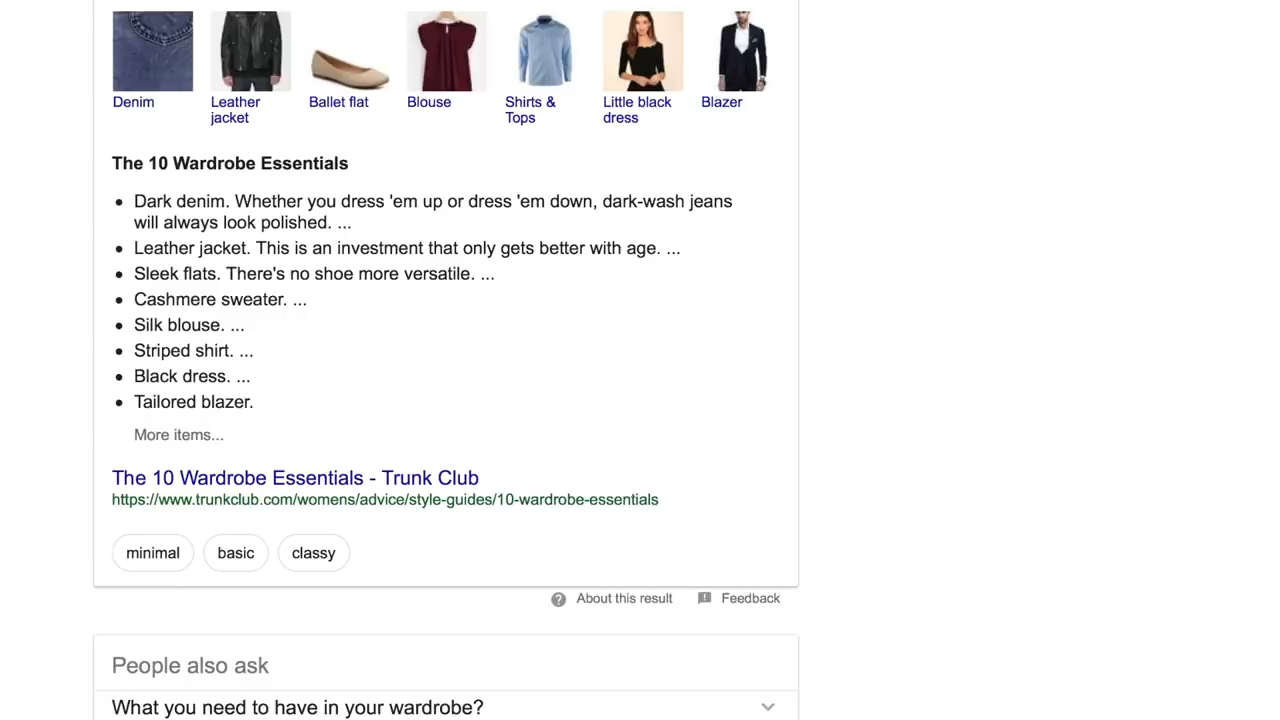 Denim
Leather jacket
Ballet flat
Blouse
Shirts & Tops
Little black dress
Blazer
The 10 Wardrobe Essentials
Dark denim. Whether you dress 'em up or dress 'em down, dark-wash jeans
will always look polished. ...
Leather jacket. This is an investment that only gets better with age. ...
Sleek flats. There's no shoe more versatile. ...
Cashmere sweater. ...
Silk blouse. ...
Striped shirt. ...
Black dress. ...
Tailored blazer.
More items...
The 10 Wardrobe Essentials - Trunk Club
https://www.trunkclub.com/womens/advice/style-guides/10-wardrobe-essentials
minimal basic classy
About this result Feedback
People also ask
What you need to have in your wardrobe?